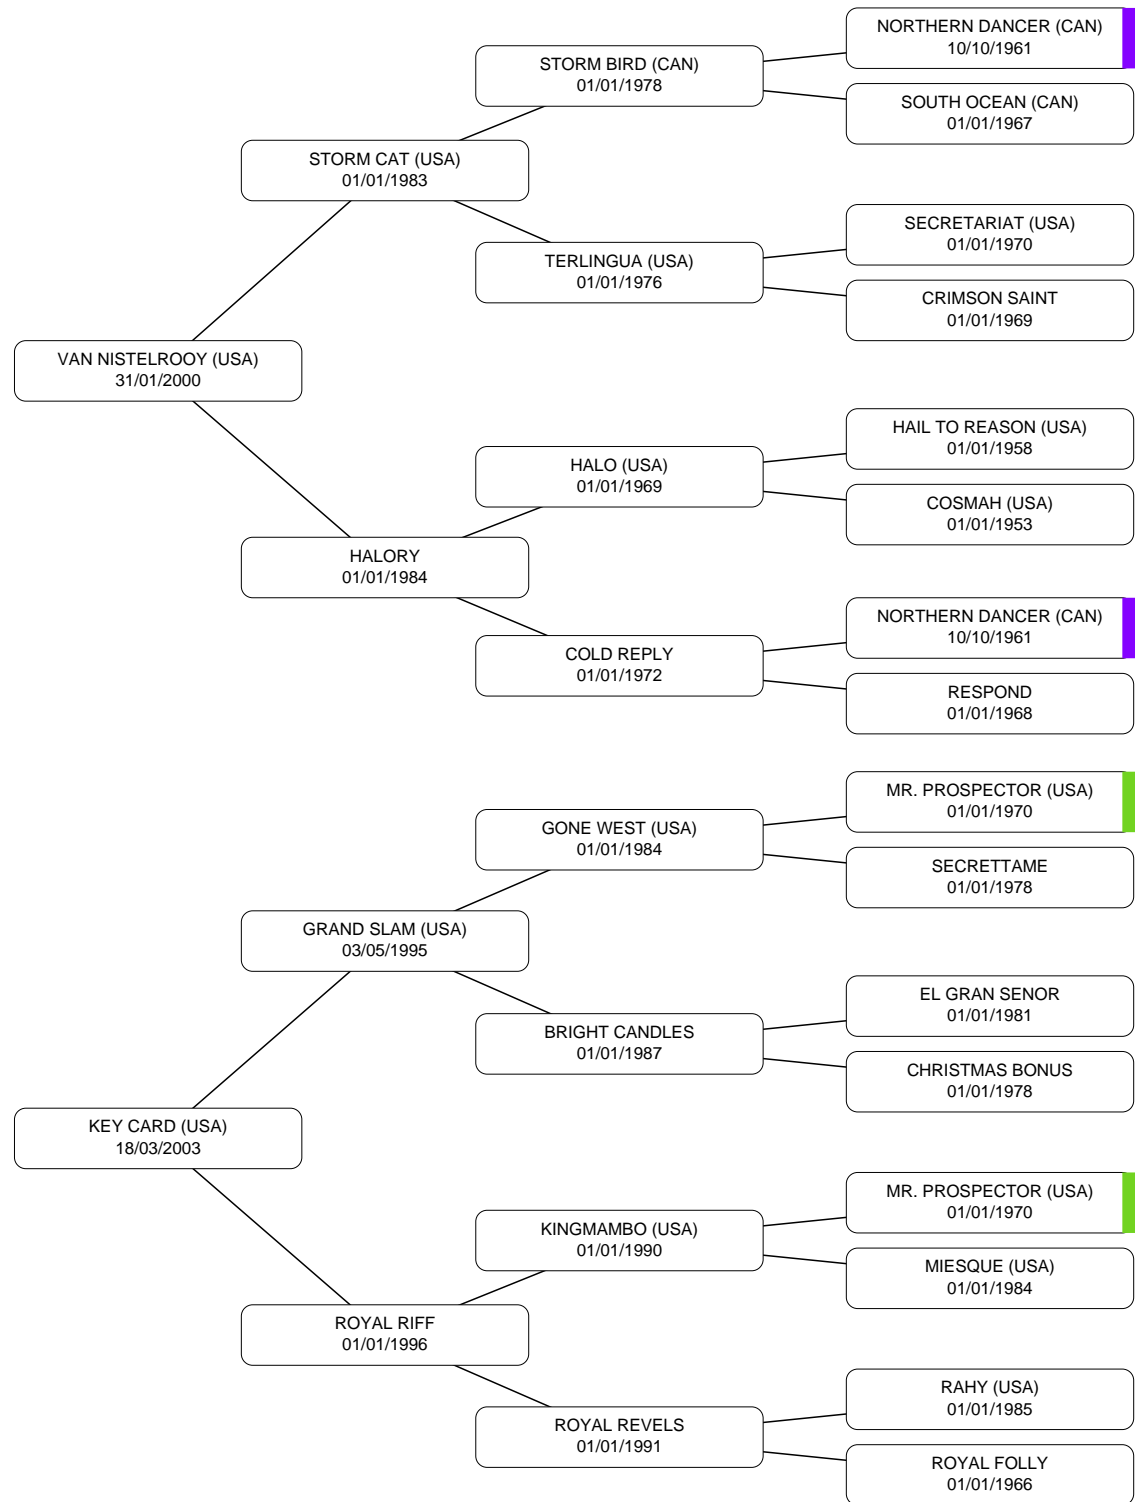 NORTHERN DANCER (CAN)
10/10/1961
STORM BIRD (CAN)
01/01/1978
SOUTH OCEAN (CAN)
01/01/1967
STORM CAT (USA)
01/01/1983
SECRETARIAT (USA)
01/01/1970
TERLINGUA (USA)
01/01/1976
CRIMSON SAINT
01/01/1969
VAN NISTELROOY (USA)
31/01/2000
HAIL TO REASON (USA)
01/01/1958
HALO (USA)
01/01/1969
COSMAH (USA)
01/01/1953
HALORY
01/01/1984
NORTHERN DANCER (CAN)
10/10/1961
COLD REPLY
01/01/1972
RESPOND
01/01/1968
MR. PROSPECTOR (USA)
01/01/1970
GONE WEST (USA)
01/01/1984
SECRETTAME
01/01/1978
GRAND SLAM (USA)
03/05/1995
EL GRAN SENOR
01/01/1981
BRIGHT CANDLES
01/01/1987
CHRISTMAS BONUS
01/01/1978
KEY CARD (USA)
18/03/2003
MR. PROSPECTOR (USA)
01/01/1970
KINGMAMBO (USA)
01/01/1990
MIESQUE (USA)
01/01/1984
ROYAL RIFF
01/01/1996
RAHY (USA)
01/01/1985
ROYAL REVELS
01/01/1991
ROYAL FOLLY
01/01/1966